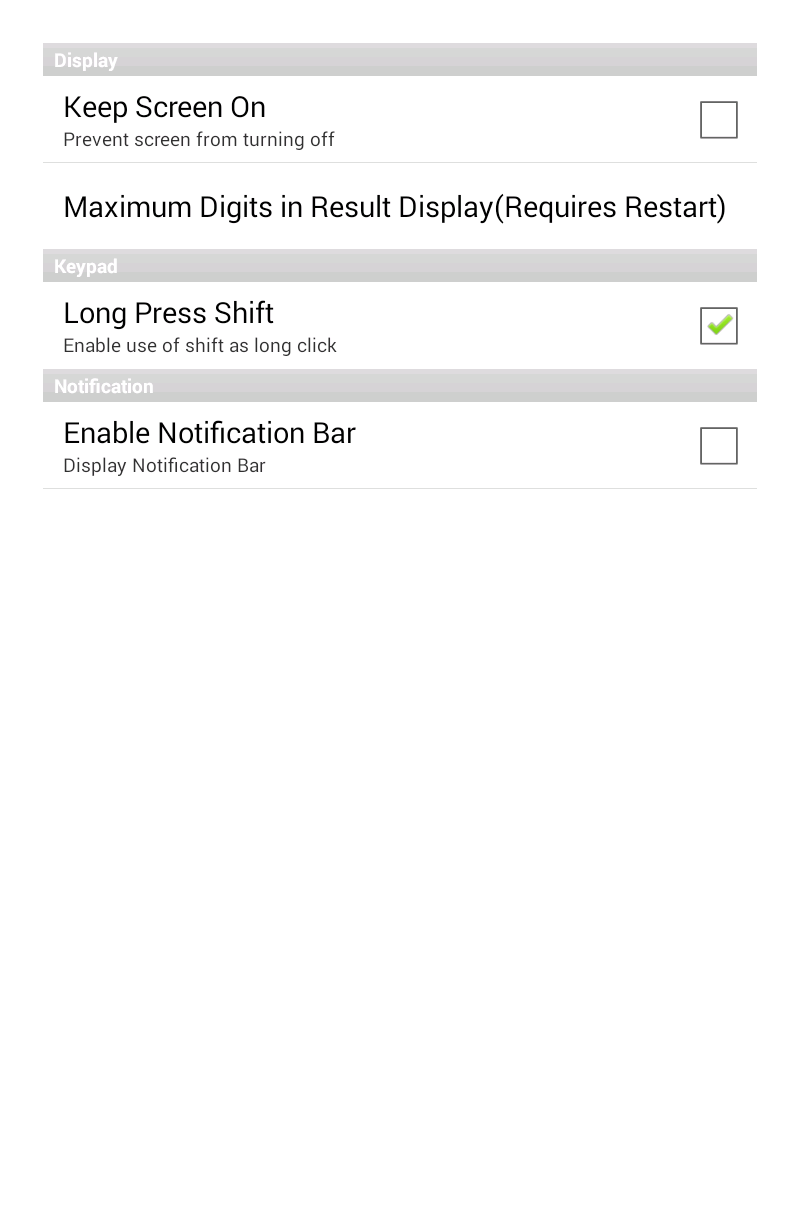 Display
Keep Screen On
Prevent screen from turning off
Maximum Digits in Result Display(Requires Restart)
Keypad
Long Press Shift
Enable use of shift as long click
Notification
Enable Notification Bar
Display Notification Bar